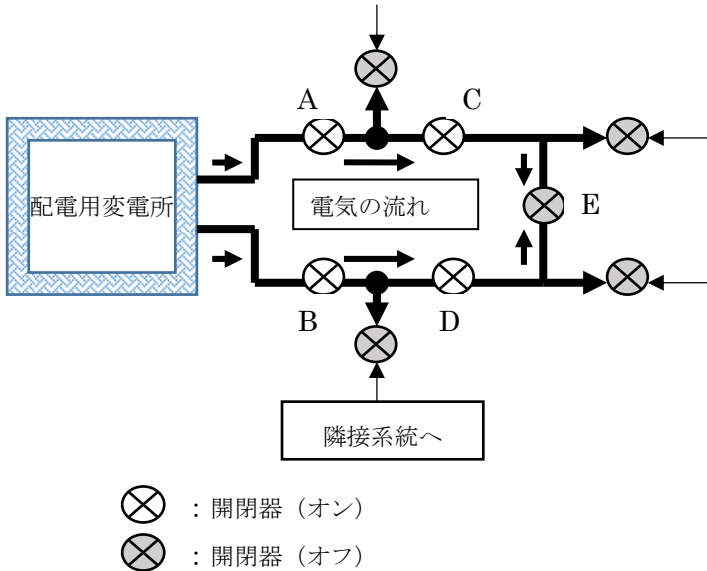 A
C
配電用変電所
電気の流れ
E
B
D
隣接系統へ
：開閉器（オン）
：開閉器（オフ）